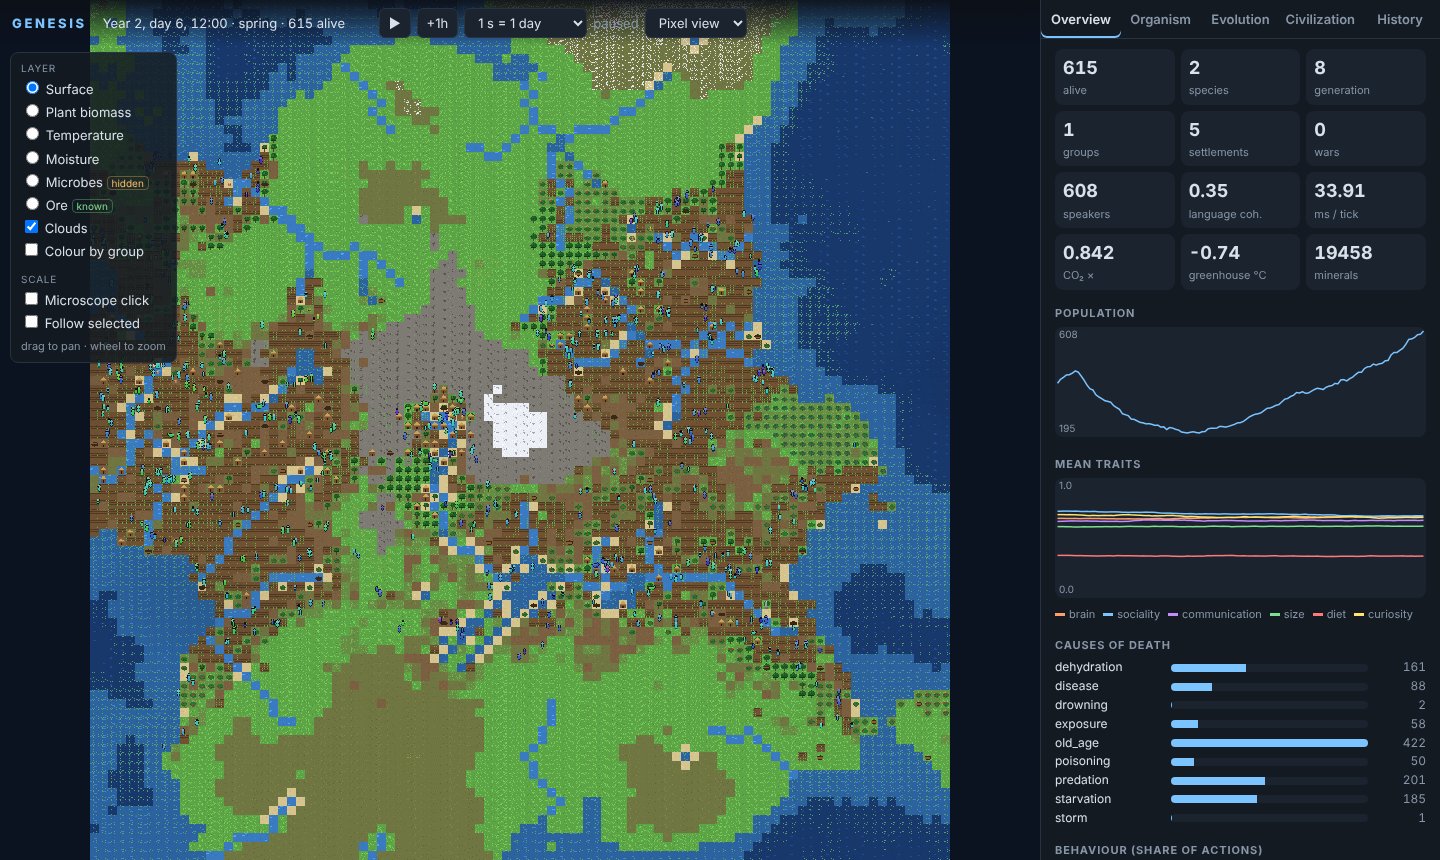 GENESIS Year 2, day 6, 12:00 · spring · 615 alive ▶ +1h 1 s = 1 day paused Pixel view
LAYER
Surface
Plant biomass
Temperature
Moisture
Microbes hidden
Ore known
Clouds
Colour by group
SCALE
Microscope click
Follow selected
drag to pan · wheel to zoom
Overview Organism Evolution Civilization History
615 2 8
alive species generation
1 5 0
groups settlements wars
608 0.35 33.91
speakers language coh. ms / tick
0.842 -0.74 19458
CO₂ × greenhouse °C minerals
POPULATION
608
195
MEAN TRAITS
1.0
0.0
brain sociality communication size diet curiosity
CAUSES OF DEATH
dehydration 161
disease 88
drowning 2
exposure 58
old_age 422
poisoning 50
predation 201
starvation 185
storm 1
BEHAVIOUR (SHARE OF ACTIONS)